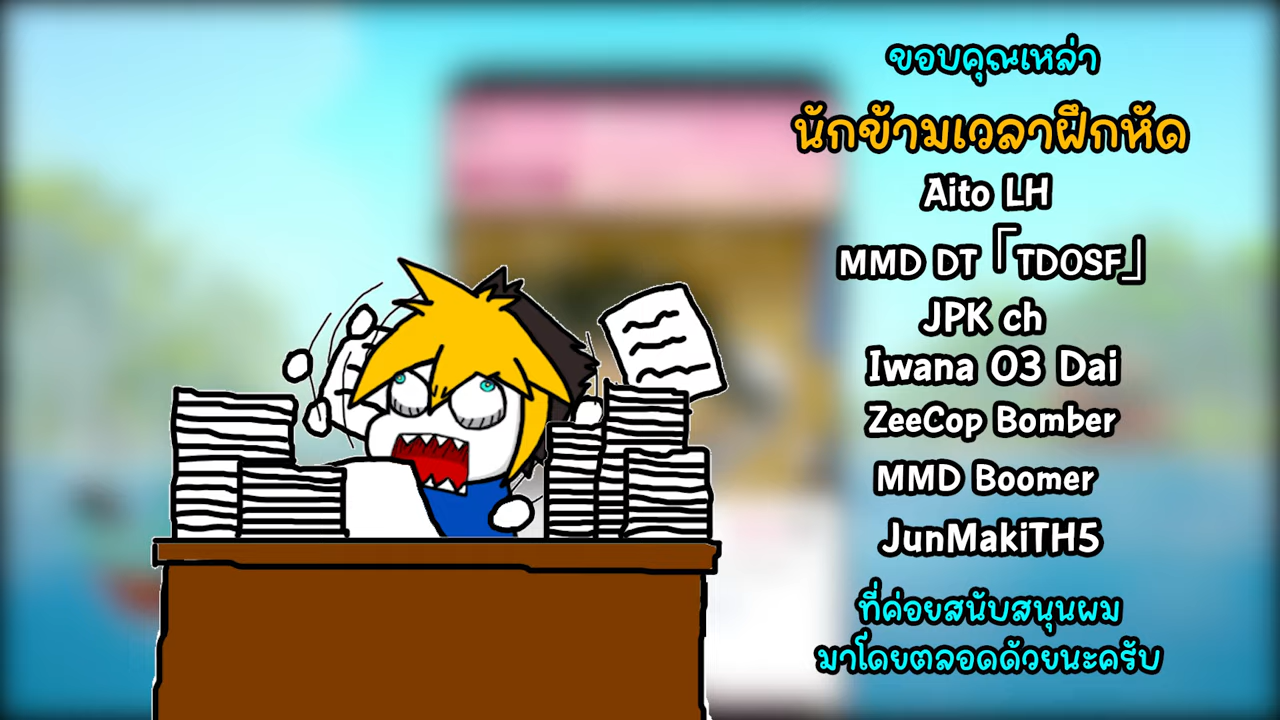 ขอบคุณเหล่า
นักข้ามเวลาฝึกหัด
Aito LH
MMD DT「TDOSF」
JPK ch
Iwana O3 Dai
ZeeCop Bomber
MMD Boomer
JunMakiTH5
ที่ค่อยสนับสนุนผม
มาโดยตลอดด้วยนะครับ